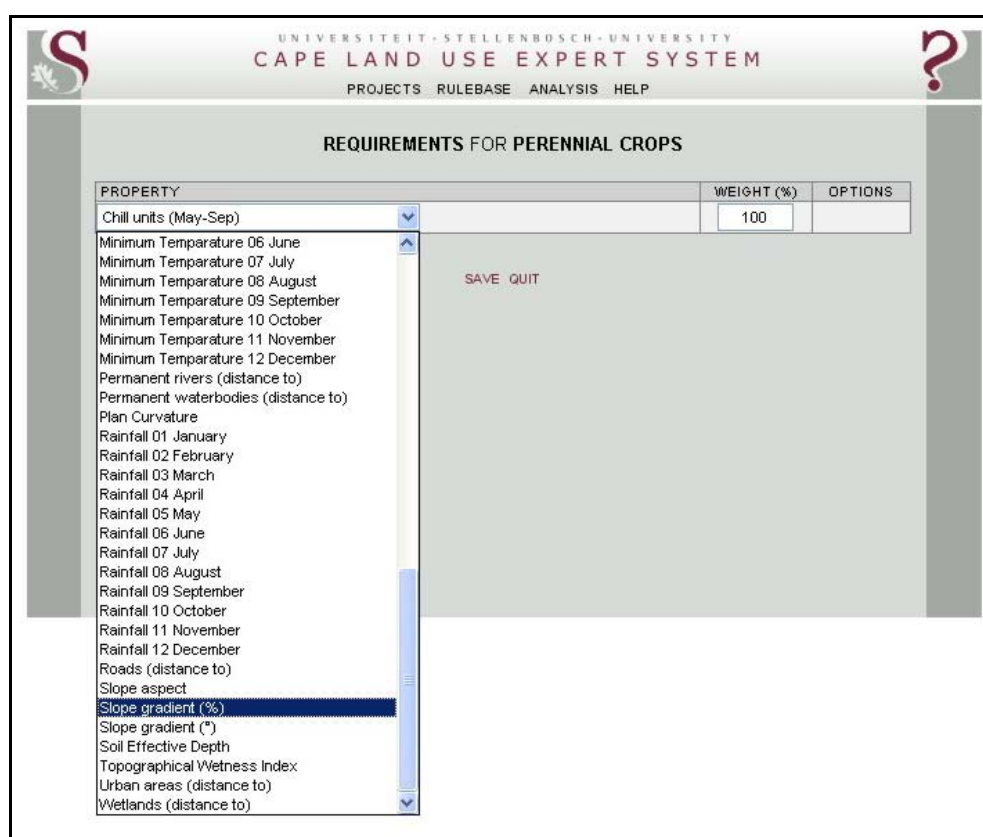 UNIVERSITEIT·STELLENBOSCH·UNIVERSITY
CAPE LAND USE EXPERT SYSTEM
PROJECTS RULEBASE ANALYSIS HELP
REQUIREMENTS FOR PERENNIAL CROPS
PROPERTY WEIGHT (%) OPTIONS
Chill units (May-Sep) 100
Minimum Temparature 06 June
Minimum Temparature 07 July
Minimum Temparature 08 August
Minimum Temparature 09 September
Minimum Temparature 10 October
Minimum Temparature 11 November
Minimum Temparature 12 December
Permanent rivers (distance to)
Permanent waterbodies (distance to)
Plan Curvature
Rainfall 01 January
Rainfall 02 February
Rainfall 03 March
Rainfall 04 April
Rainfall 05 May
Rainfall 06 June
Rainfall 07 July
Rainfall 08 August
Rainfall 09 September
Rainfall 10 October
Rainfall 11 November
Rainfall 12 December
Roads (distance to)
Slope aspect
Slope gradient (%)
Slope gradient (°)
Soil Effective Depth
Topographical Wetness Index
Urban areas (distance to)
Wetlands (distance to)
SAVE QUIT